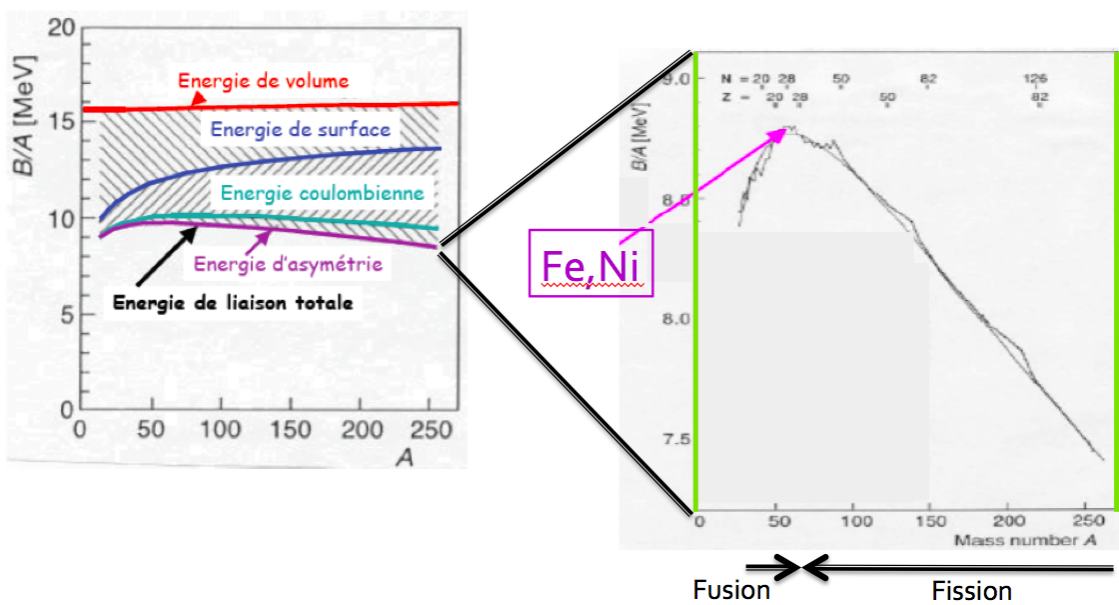 20
15
10
5
0
B/A [MeV]
Energie de volume
Energie de surface
Energie coulombienne
Energie d'asymétrie
Energie de liaison totale
0 50 100 150 200 250
A
9.0
8.5
8.0
7.5
B/A [MeV]
N = 20 28 50 82 126
Z = 20 28 50 82
Fe,Ni
0 50 100 150 200 250
Mass number A
Fusion
Fission